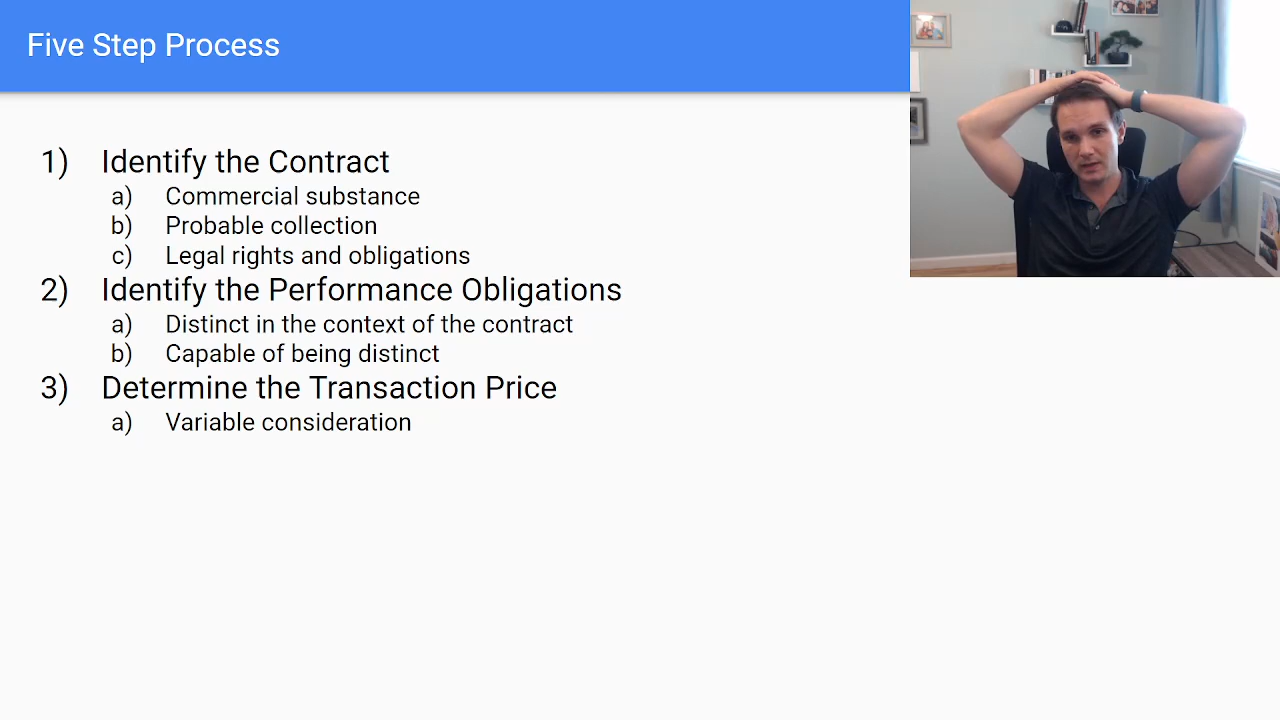 Five Step Process
1) Identify the Contract
a) Commercial substance
b) Probable collection
c) Legal rights and obligations
2) Identify the Performance Obligations
a) Distinct in the context of the contract
b) Capable of being distinct
3) Determine the Transaction Price
a) Variable consideration